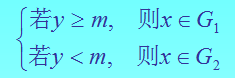 若y ≥ m, 则x ∈ G₁
若y < m, 则x ∈ G₂